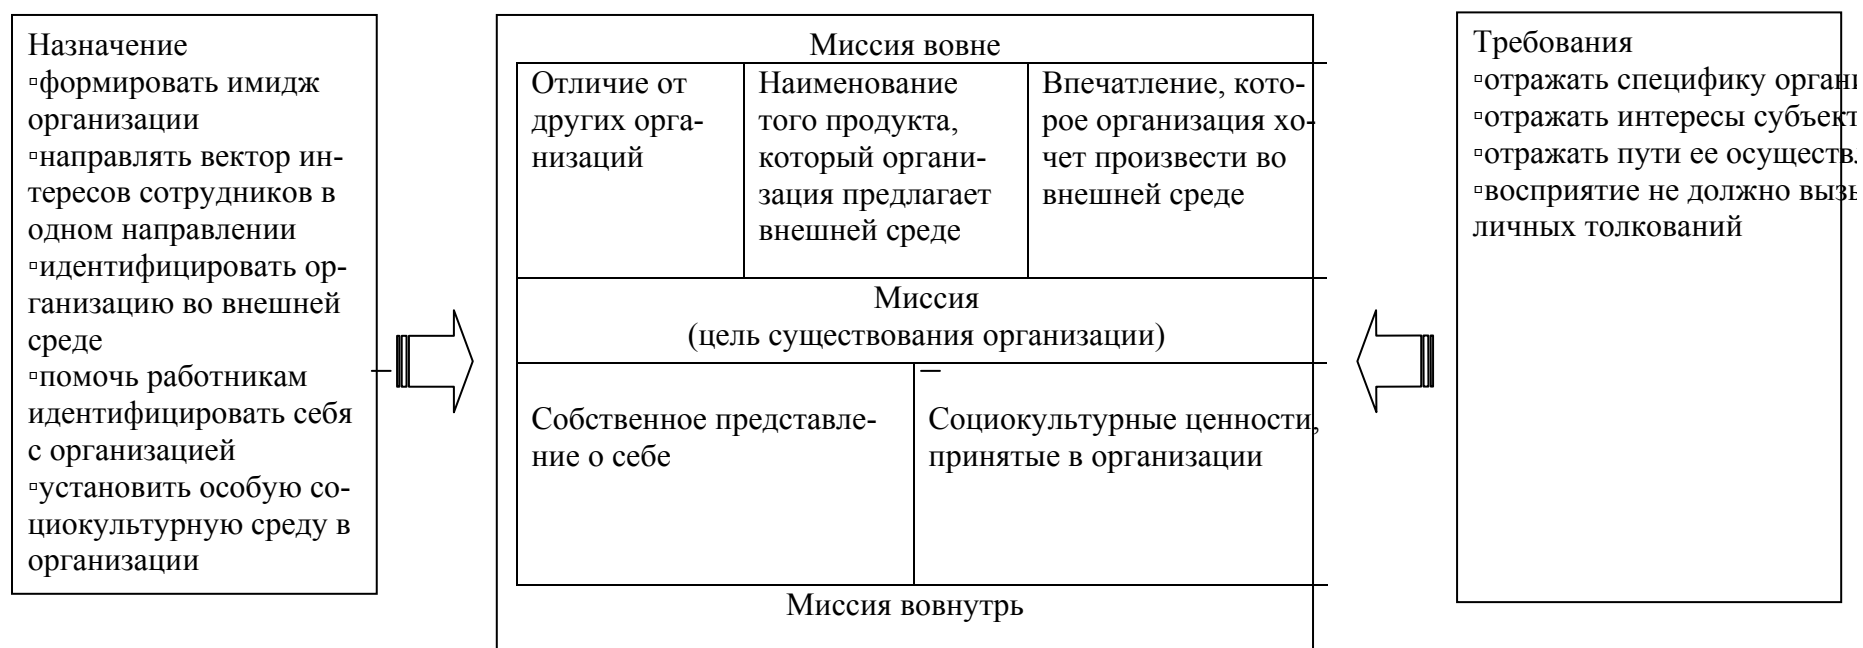 Назначение
▫формировать имидж
организации
▫направлять вектор ин-
тересов сотрудников в
одном направлении
▫идентифицировать ор-
ганизацию во внешней
среде
▫помочь работникам
идентифицировать себя
с организацией
▫установить особую со-
циокультурную среду в
организации
Миссия вовне
Отличие от
других орга-
низаций
Наименование
того продукта,
который органи-
зация предлагает
внешней среде
Впечатление, кото-
рое организация хо-
чет произвести во
внешней среде
Миссия
(цель существования организации)
Собственное представле-
ние о себе
Социокультурные ценности,
принятые в организации
Миссия вовнутрь
Требования
▫отражать специфику
▫отражать интересы
▫отражать пути ее
▫восприятие не должно
личных толкований